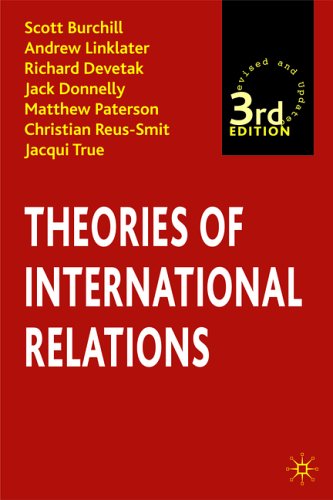 Scott Burchill
Andrew Linklater
Richard Devetak
Jack Donnelly
Matthew Paterson
Christian Reus-Smit
Jacqui True
Revised and Updated
3rd
EDITION
THEORIES OF
INTERNATIONAL
RELATIONS